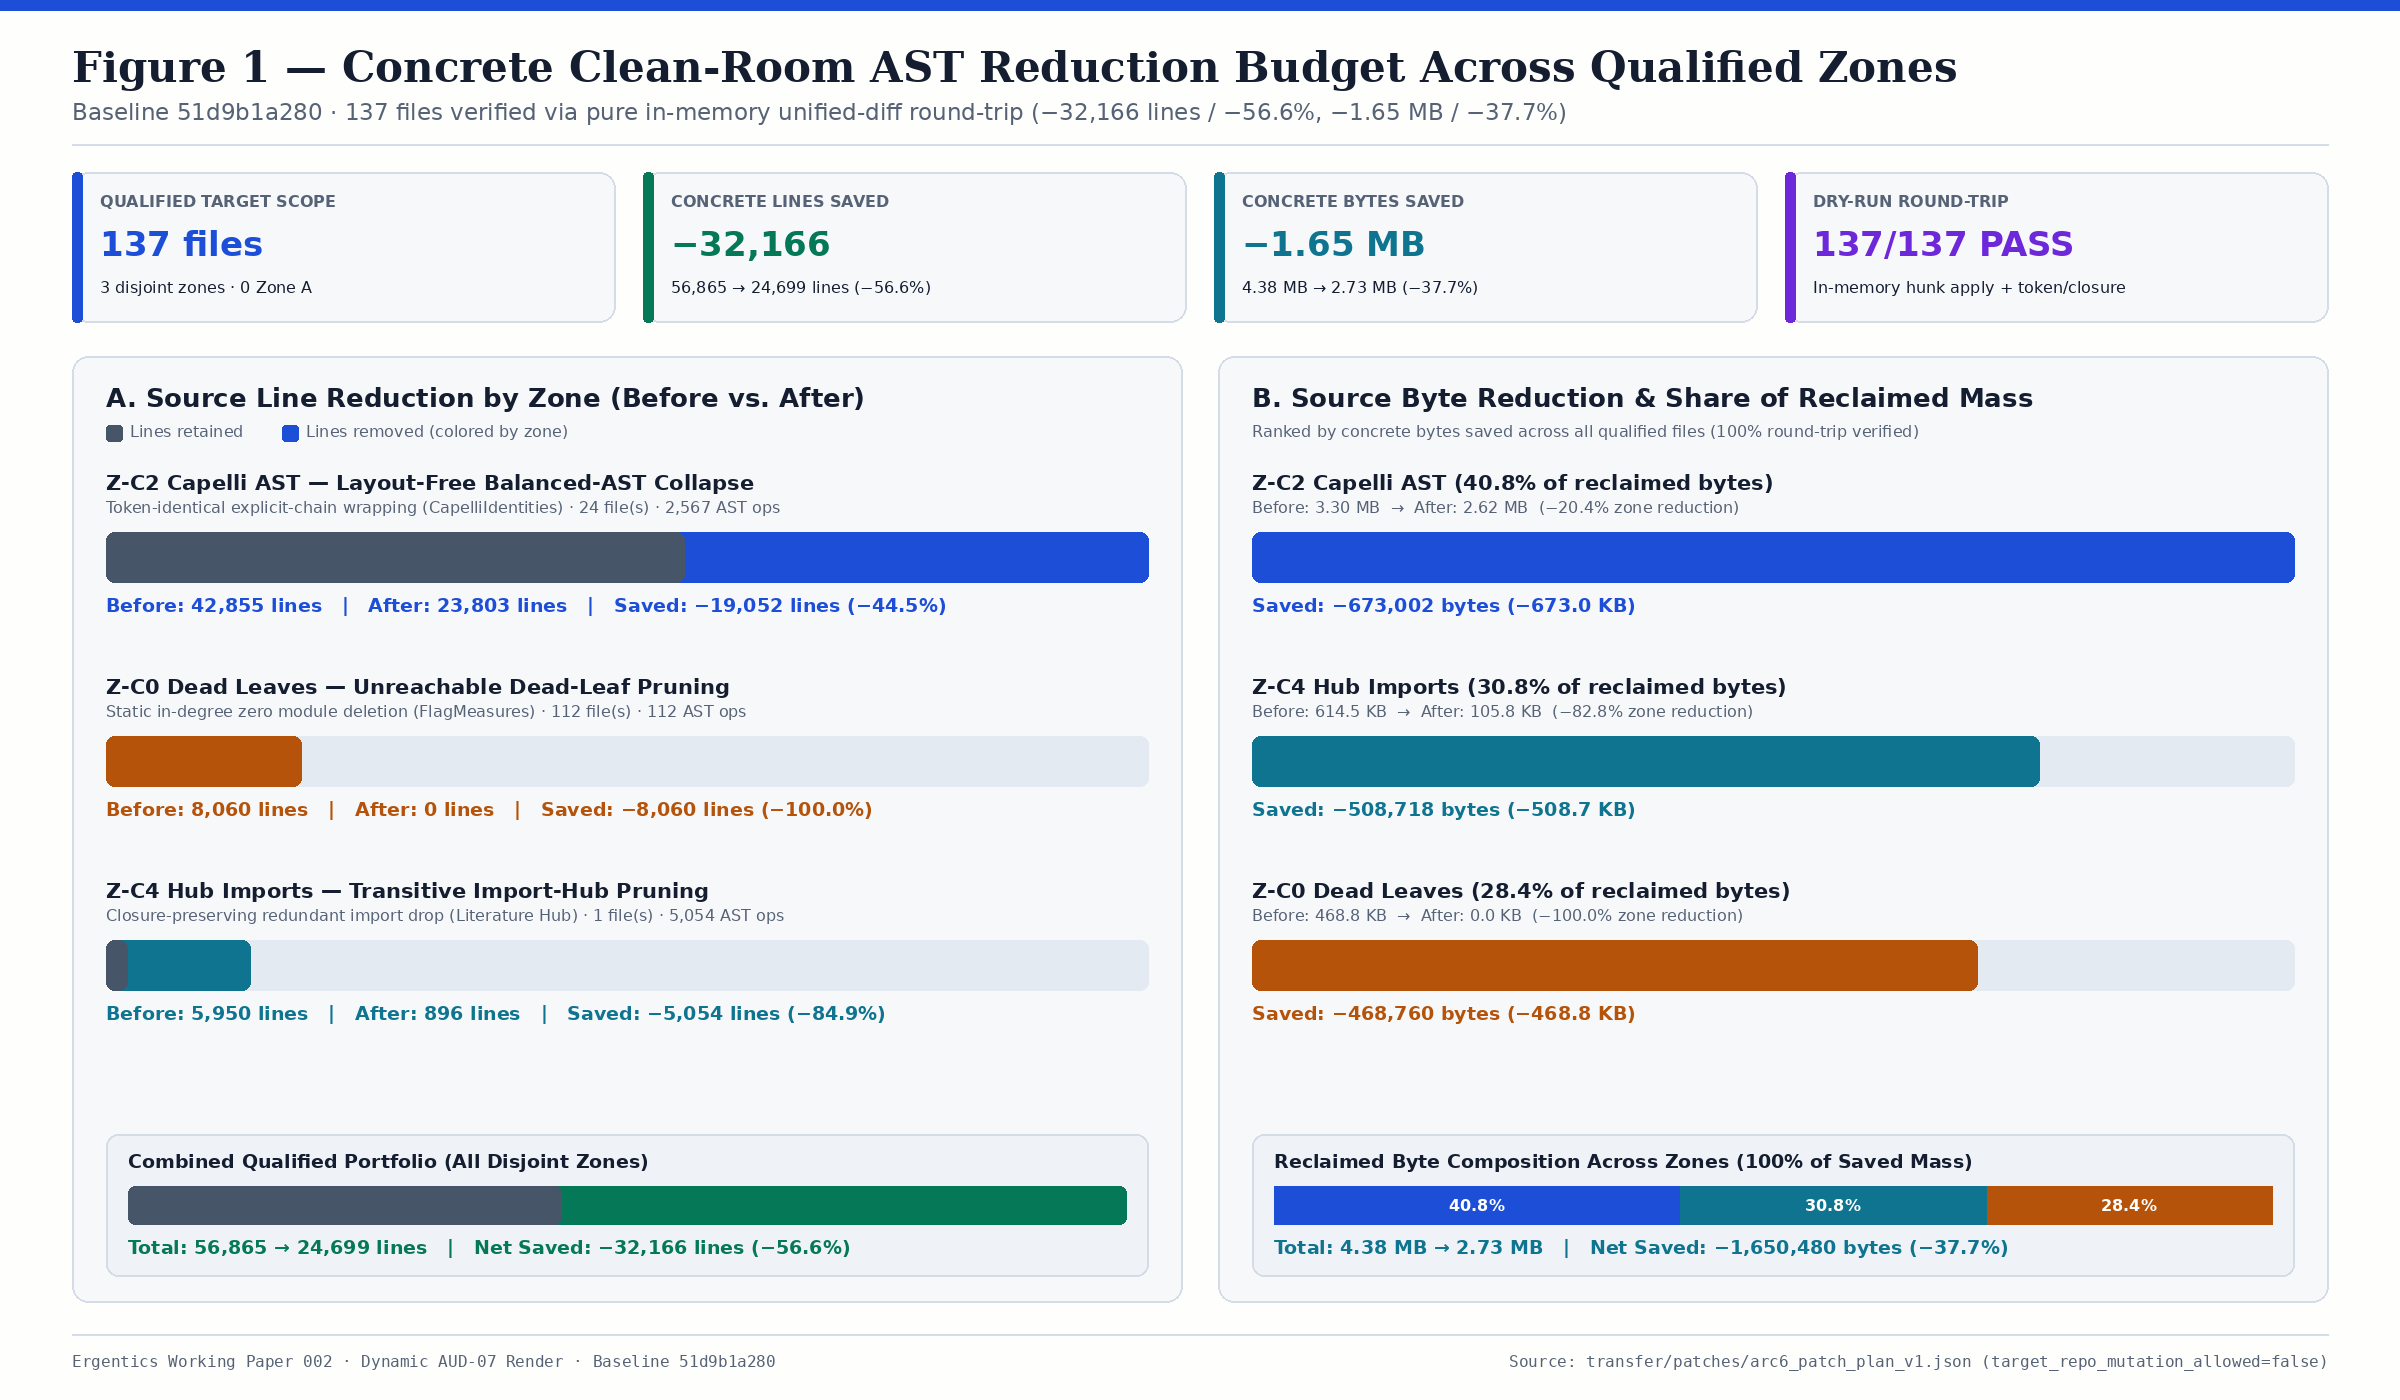 Figure 1 — Concrete Clean-Room AST Reduction Budget Across Qualified Zones
Baseline 51d9b1a280 · 137 files verified via pure in-memory unified-diff round-trip (−32,166 lines / −56.6%, −1.65 MB / −37.7%)
QUALIFIED TARGET SCOPE
137 files
3 disjoint zones · 0 Zone A
CONCRETE LINES SAVED
−32,166
56,865 → 24,699 lines (−56.6%)
CONCRETE BYTES SAVED
−1.65 MB
4.38 MB → 2.73 MB (−37.7%)
DRY-RUN ROUND-TRIP
137/137 PASS
In-memory hunk apply + token/closure
A. Source Line Reduction by Zone (Before vs. After)
Lines retained
Lines removed (colored by zone)
Z-C2 Capelli AST — Layout-Free Balanced-AST Collapse
Token-identical explicit-chain wrapping (CapelliIdentities) · 24 file(s) · 2,567 AST ops
Before: 42,855 lines | After: 23,803 lines | Saved: −19,052 lines (−44.5%)
Z-C0 Dead Leaves — Unreachable Dead-Leaf Pruning
Static in-degree zero module deletion (FlagMeasures) · 112 file(s) · 112 AST ops
Before: 8,060 lines | After: 0 lines | Saved: −8,060 lines (−100.0%)
Z-C4 Hub Imports — Transitive Import-Hub Pruning
Closure-preserving redundant import drop (Literature Hub) · 1 file(s) · 5,054 AST ops
Before: 5,950 lines | After: 896 lines | Saved: −5,054 lines (−84.9%)
Combined Qualified Portfolio (All Disjoint Zones)
Total: 56,865 → 24,699 lines | Net Saved: −32,166 lines (−56.6%)
B. Source Byte Reduction & Share of Reclaimed Mass
Ranked by concrete bytes saved across all qualified files (100% round-trip verified)
Z-C2 Capelli AST (40.8% of reclaimed bytes)
Before: 3.30 MB → After: 2.62 MB (−20.4% zone reduction)
Saved: −673,002 bytes (−673.0 KB)
Z-C4 Hub Imports (30.8% of reclaimed bytes)
Before: 614.5 KB → After: 105.8 KB (−82.8% zone reduction)
Saved: −508,718 bytes (−508.7 KB)
Z-C0 Dead Leaves (28.4% of reclaimed bytes)
Before: 468.8 KB → After: 0.0 KB (−100.0% zone reduction)
Saved: −468,760 bytes (−468.8 KB)
Reclaimed Byte Composition Across Zones (100% of Saved Mass)
40.8%
30.8%
28.4%
Total: 4.38 MB → 2.73 MB | Net Saved: −1,650,480 bytes (−37.7%)
Ergentics Working Paper 002 · Dynamic AUD-07 Render · Baseline 51d9b1a280
Source: transfer/patches/arc6_patch_plan_v1.json (target_repo_mutation_allowed=false)